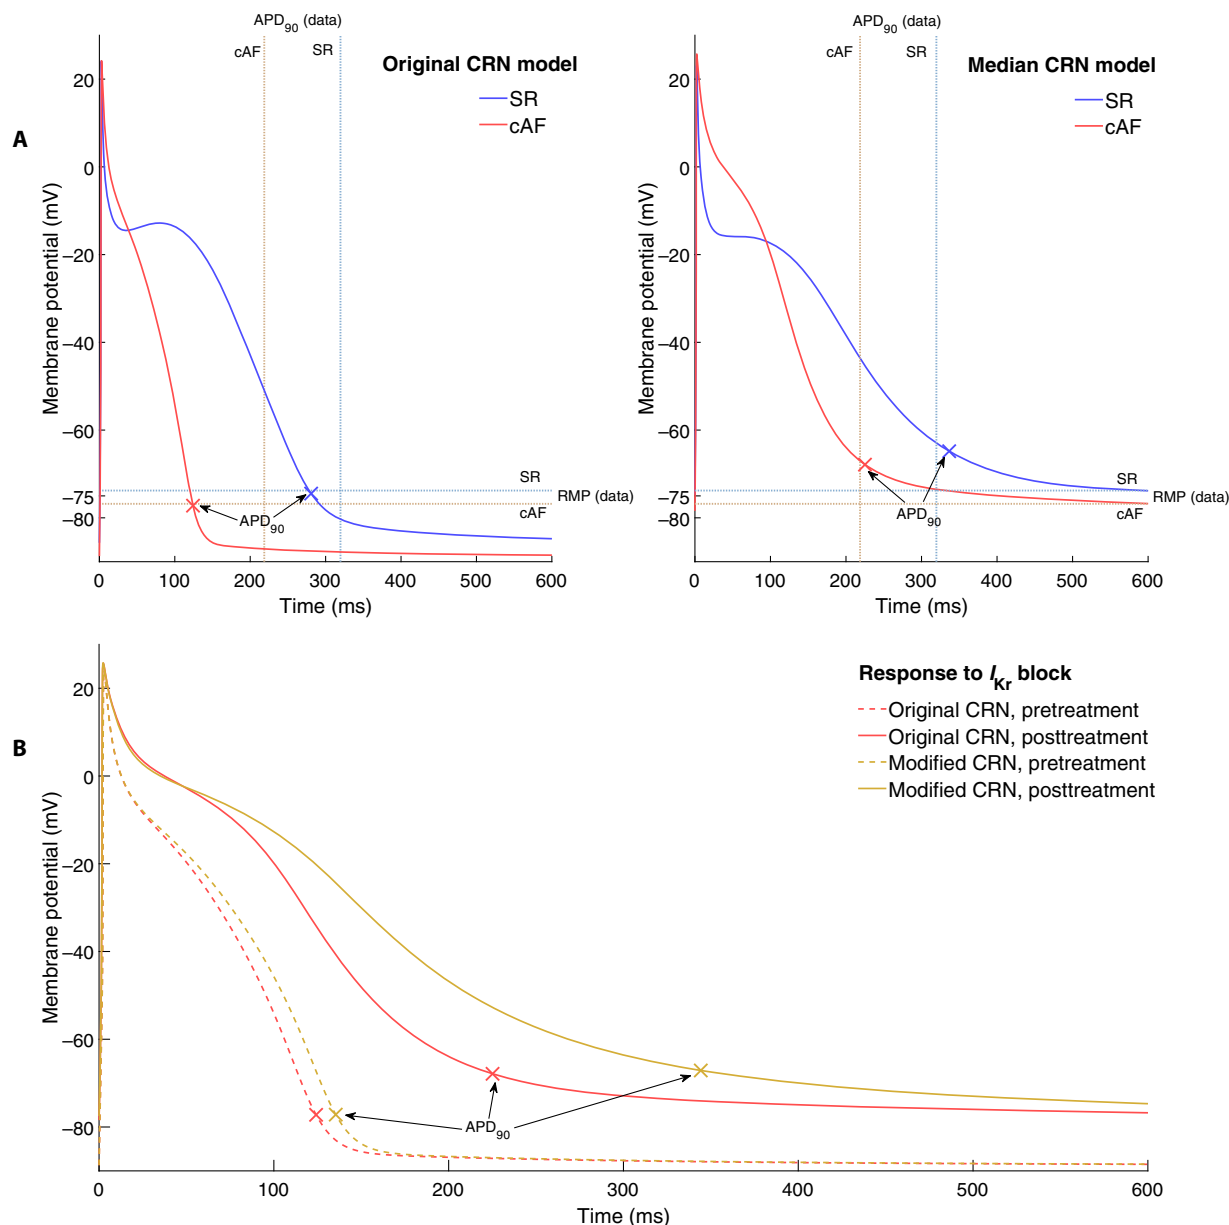 A
APD90 (data)
cAF
SR
Original CRN model
SR
cAF
Membrane potential (mV)
20
0
−20
−40
−60
−75
−80
SR
cAF
APD90
0
100
200
300
400
500
600
Time (ms)
APD90 (data)
cAF
SR
Median CRN model
SR
cAF
Membrane potential (mV)
20
0
−20
−40
−60
−75
−80
SR
RMP (data)
cAF
APD90
0
100
200
300
400
500
600
Time (ms)
B
Response to IKr block
Original CRN, pretreatment
Original CRN, posttreatment
Modified CRN, pretreatment
Modified CRN, posttreatment
Membrane potential (mV)
20
0
−20
−40
−60
−80
APD90
0
100
200
300
400
500
600
Time (ms)